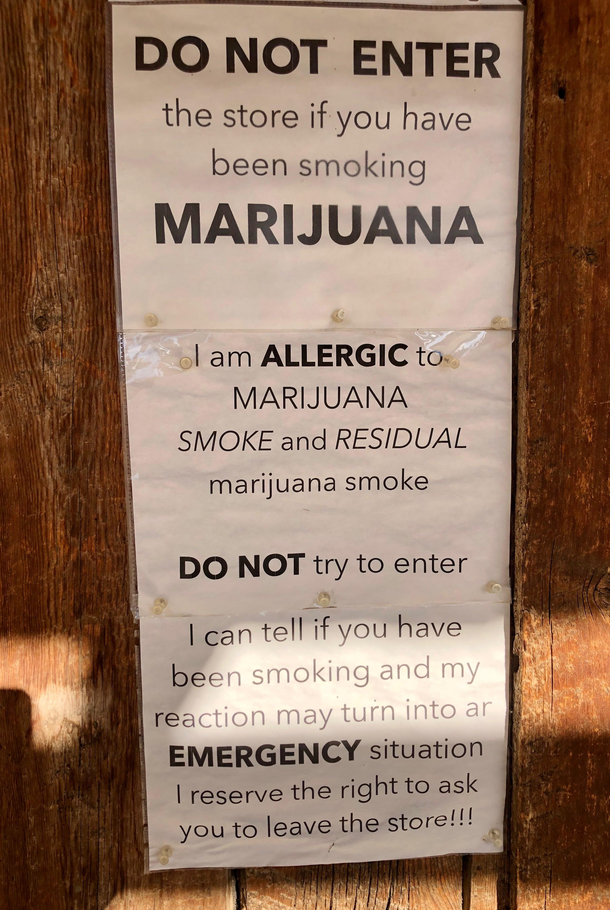 DO NOT ENTER
the store if you have
been smoking
MARIJUANA
I am ALLERGIC to
MARIJUANA
SMOKE and RESIDUAL
marijuana smoke
DO NOT try to enter
I can tell if you have
been smoking and my
reaction may turn into ar
EMERGENCY situation
I reserve the right to ask
you to leave the store!!!